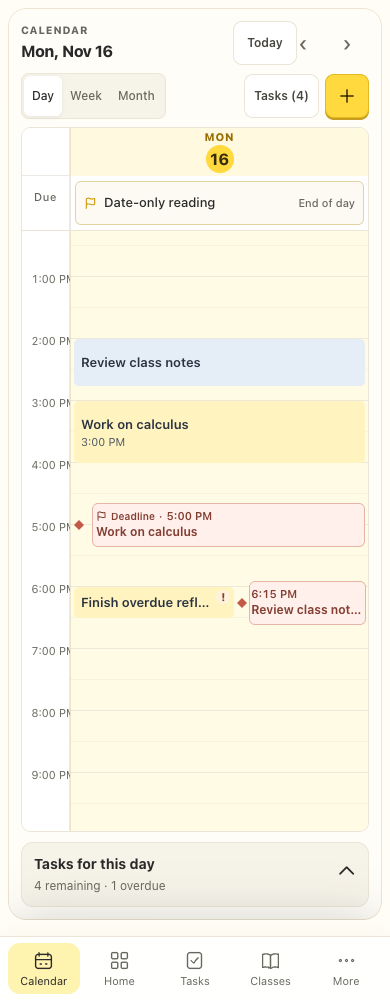 CALENDAR
Mon, Nov 16
Today
Day
Week
Month
Tasks (4)
MON
16
Due
Date-only reading
End of day
1:00 PM
2:00 PM
Review class notes
3:00 PM
Work on calculus
3:00 PM
4:00 PM
Deadline · 5:00 PM
5:00 PM
Work on calculus
6:00 PM
6:15 PM
Finish overdue refl...
!
Review class not...
7:00 PM
8:00 PM
9:00 PM
Tasks for this day
4 remaining · 1 overdue
Calendar
Home
Tasks
Classes
More